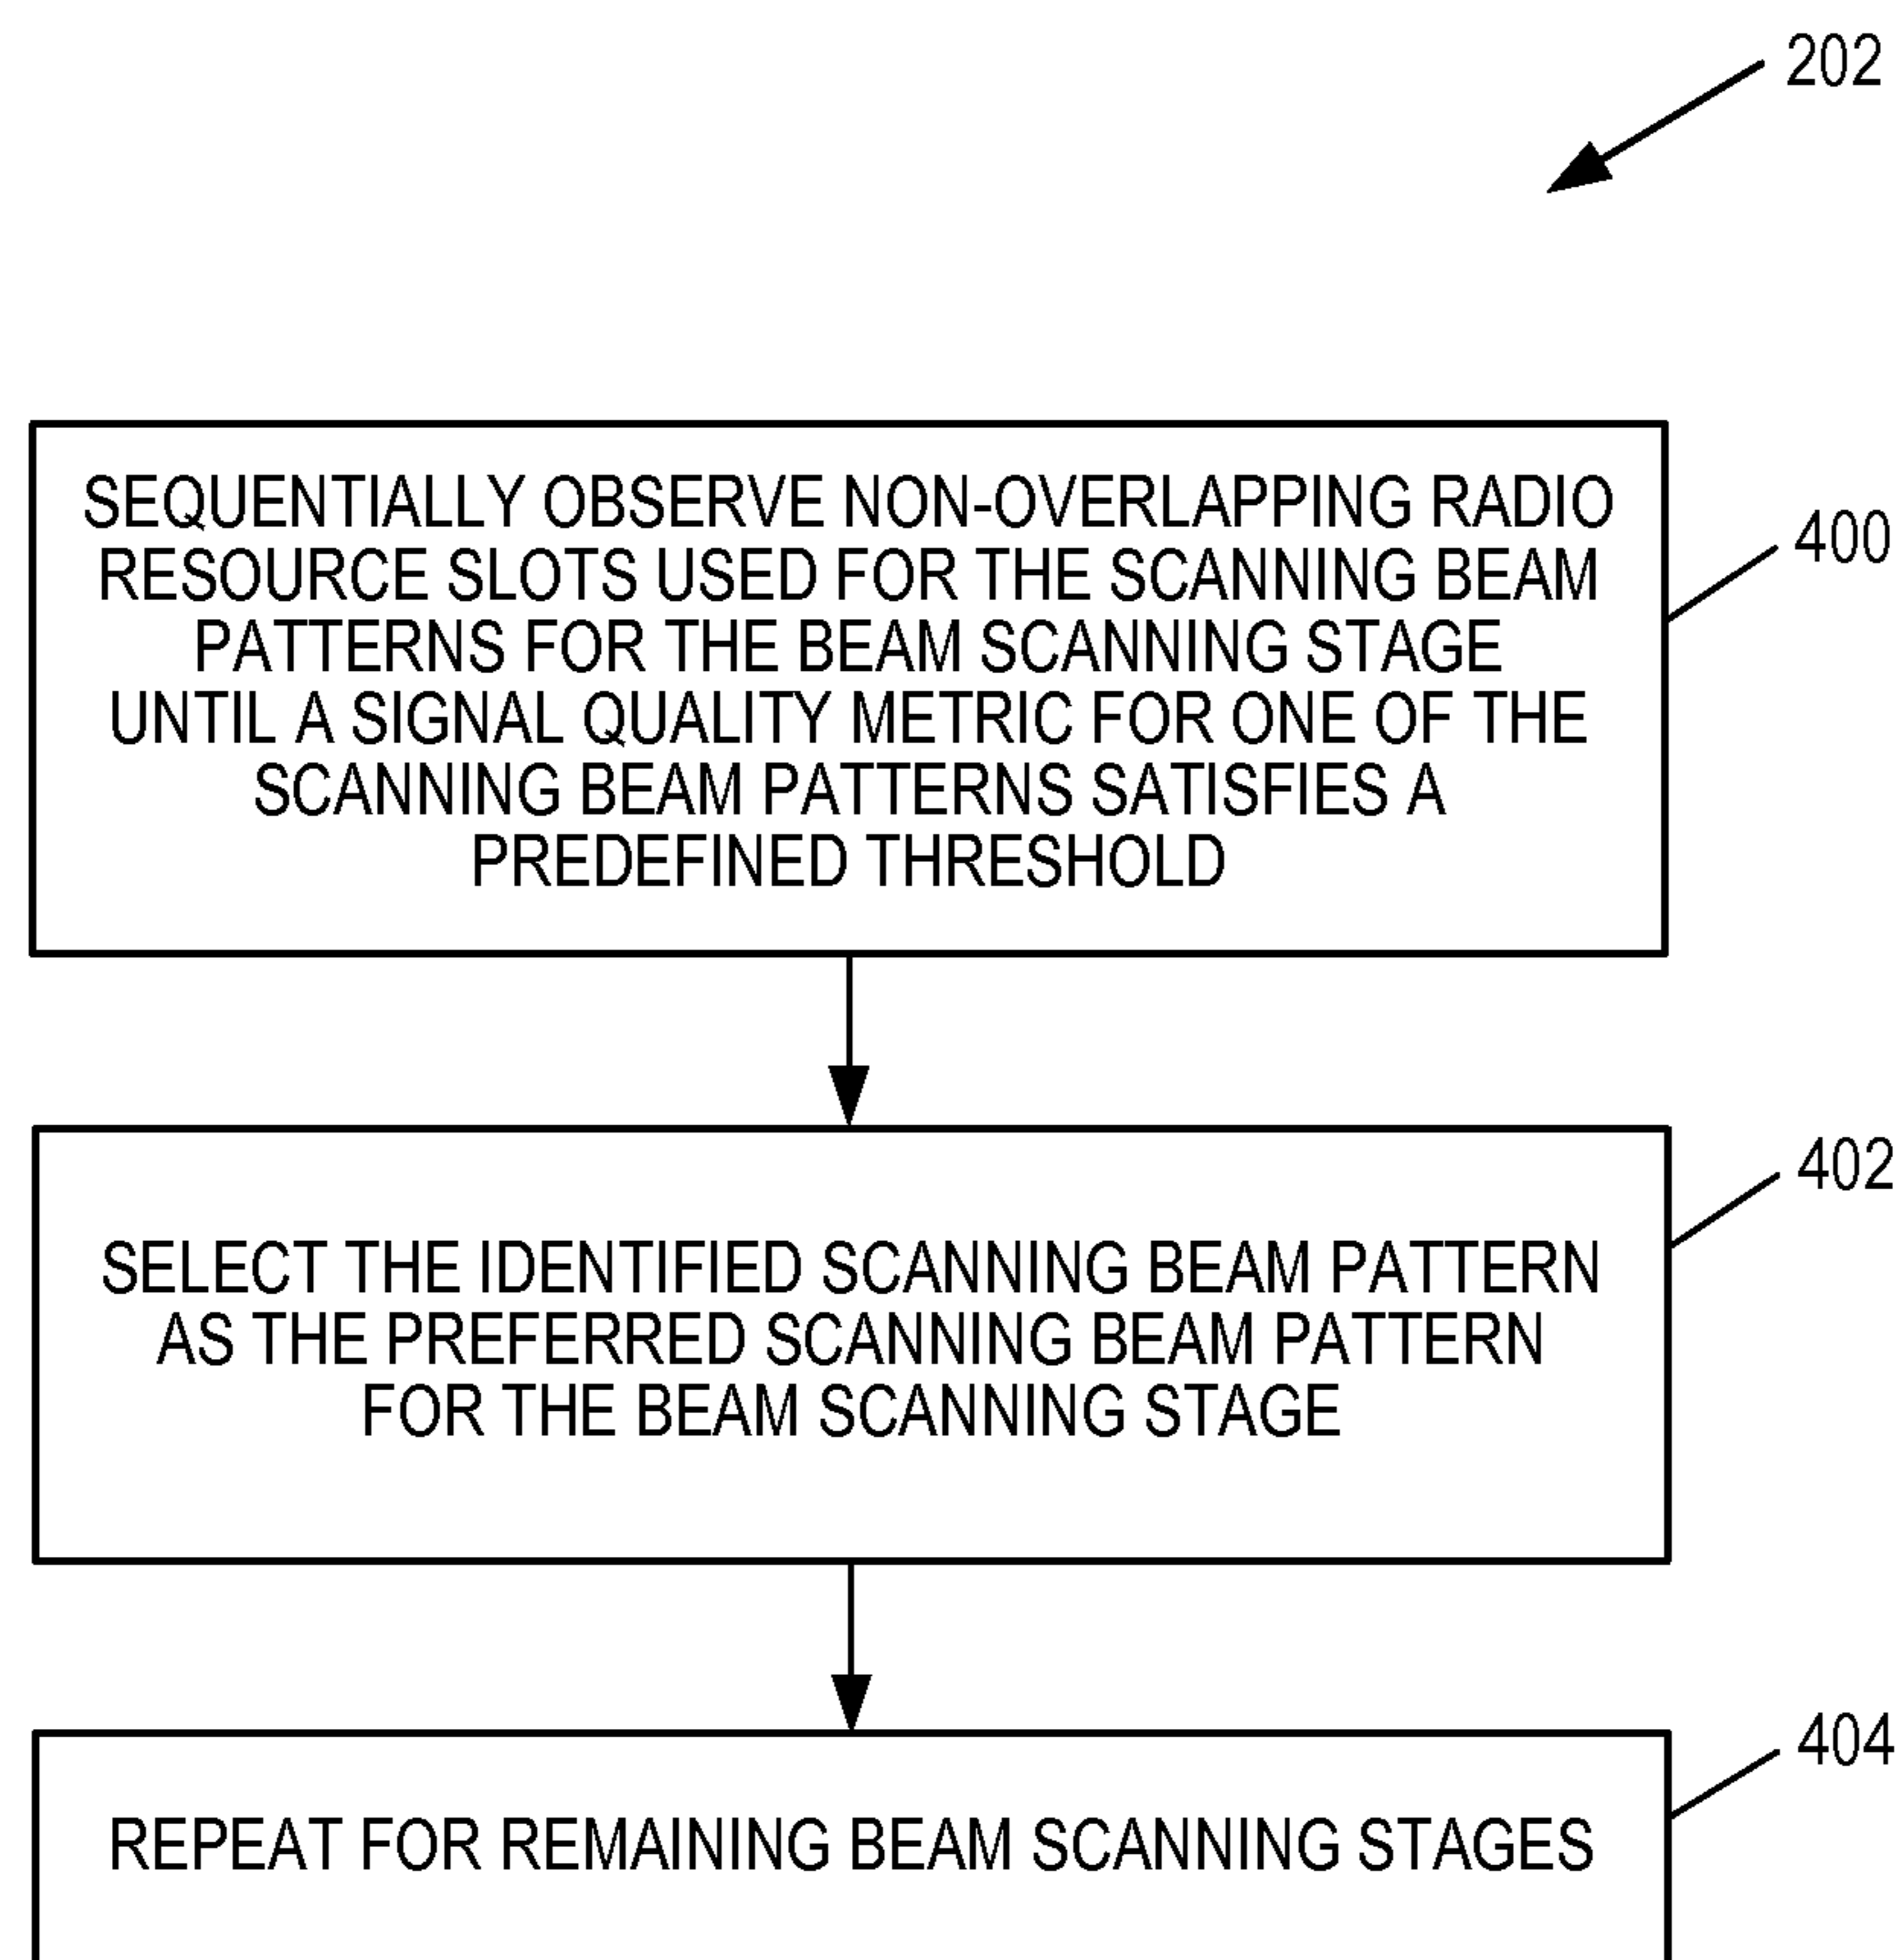 202
SEQUENTIALLY OBSERVE NON-OVERLAPPING RADIO
RESOURCE SLOTS USED FOR THE SCANNING BEAM
PATTERNS FOR THE BEAM SCANNING STAGE
UNTIL A SIGNAL QUALITY METRIC FOR ONE OF THE
SCANNING BEAM PATTERNS SATISFIES A
PREDEFINED THRESHOLD
400
SELECT THE IDENTIFIED SCANNING BEAM PATTERN
AS THE PREFERRED SCANNING BEAM PATTERN
FOR THE BEAM SCANNING STAGE
402
REPEAT FOR REMAINING BEAM SCANNING STAGES
404